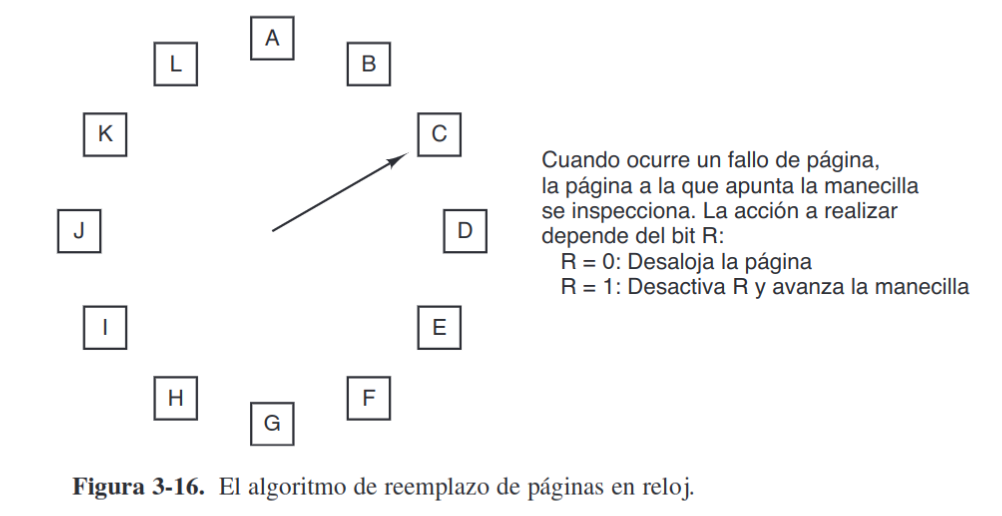 A
L
B
K
C
J
D
I
E
H
F
G
Cuando ocurre un fallo de página,
la página a la que apunta la manecilla
se inspecciona. La acción a realizar
depende del bit R:
R = 0: Desaloja la página
R = 1: Desactiva R y avanza la manecilla
Figura 3-16. El algoritmo de reemplazo de páginas en reloj.